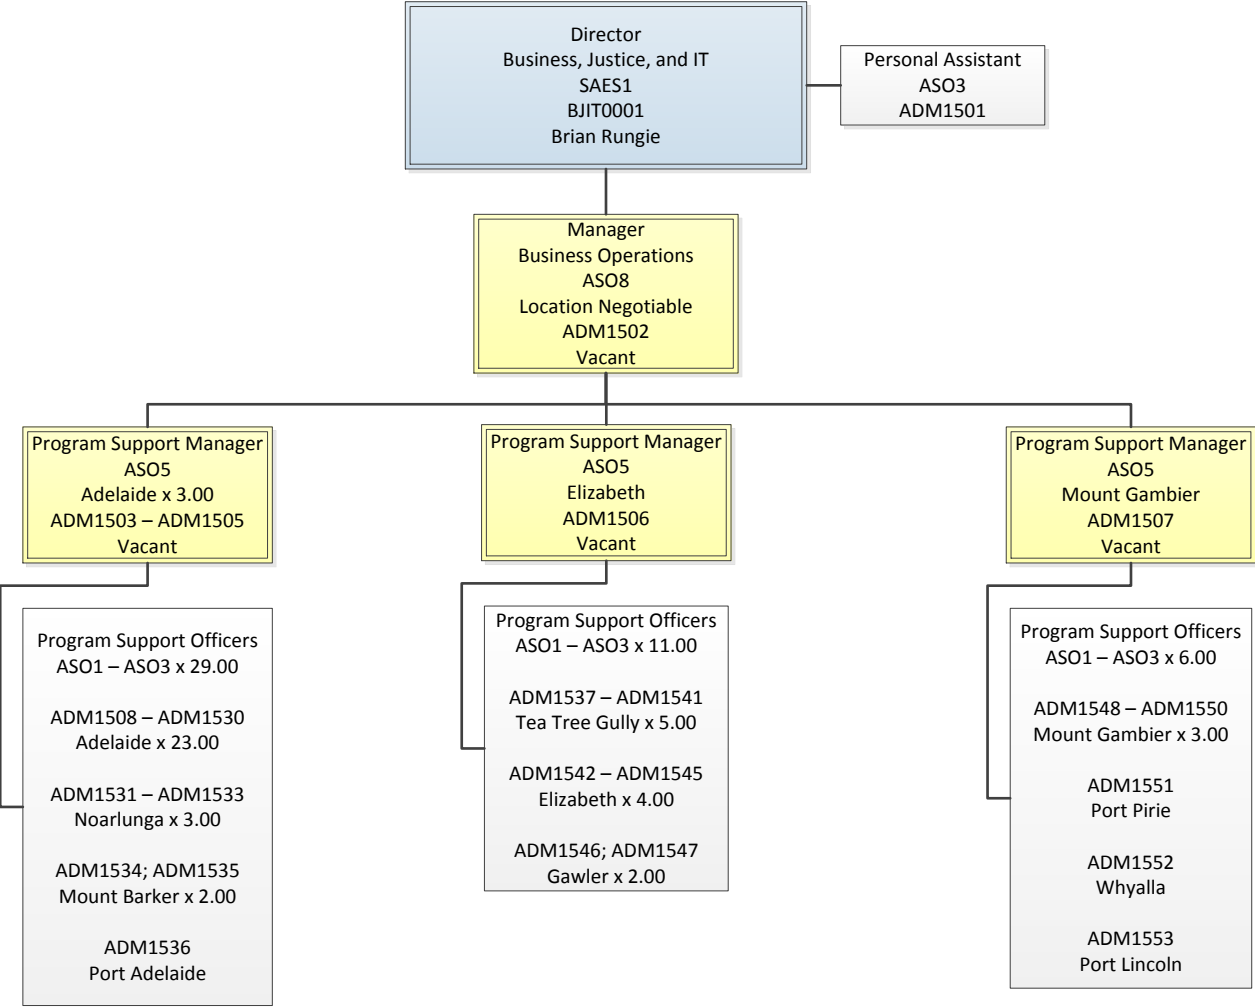 Director
Business, Justice, and IT
SAES1
BJIT0001
Brian Rungie
Personal Assistant
ASO3
ADM1501
Manager
Business Operations
ASO8
Location Negotiable
ADM1502
Vacant
Program Support Manager
ASO5
Adelaide x 3.00
ADM1503 – ADM1505
Vacant
Program Support Manager
ASO5
Elizabeth
ADM1506
Vacant
Program Support Manager
ASO5
Mount Gambier
ADM1507
Vacant
Program Support Officers
ASO1 – ASO3 x 29.00
ADM1508 – ADM1530
Adelaide x 23.00
ADM1531 – ADM1533
Noarlunga x 3.00
ADM1534; ADM1535
Mount Barker x 2.00
ADM1536
Port Adelaide
Program Support Officers
ASO1 – ASO3 x 11.00
ADM1537 – ADM1541
Tea Tree Gully x 5.00
ADM1542 – ADM1545
Elizabeth x 4.00
ADM1546; ADM1547
Gawler x 2.00
Program Support Officers
ASO1 – ASO3 x 6.00
ADM1548 – ADM1550
Mount Gambier x 3.00
ADM1551
Port Pirie
ADM1552
Whyalla
ADM1553
Port Lincoln